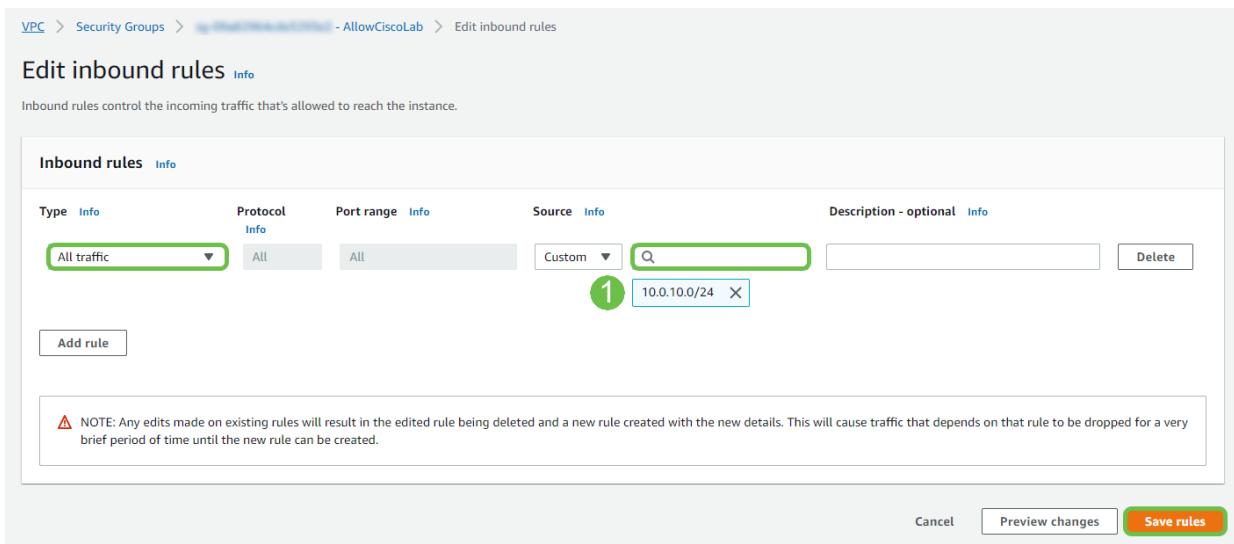 VPC > Security Groups > - AllowCiscoLab > Edit inbound rules
Edit inbound rules Info
Inbound rules control the incoming traffic that's allowed to reach the instance.
Inbound rules Info
Type Info Protocol Port range Info Source Info Description - optional Info
Info
All traffic All All Custom Delete
1 10.0.10.0/24
Add rule
NOTE: Any edits made on existing rules will result in the edited rule being deleted and a new rule created with the new details. This will cause traffic that depends on that rule to be dropped for a very
brief period of time until the new rule can be created.
Cancel Preview changes Save rules